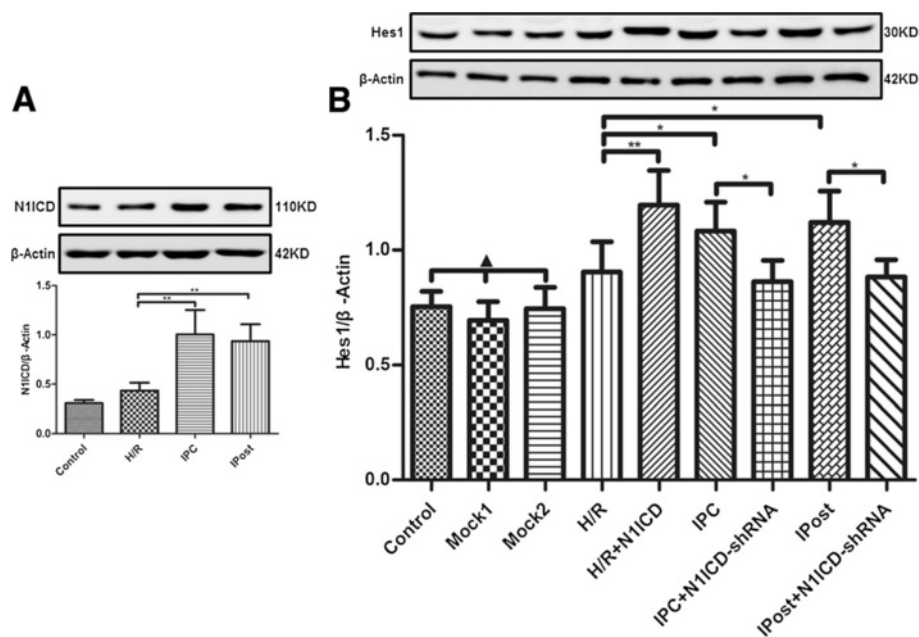 A
N1ICD
110KD
β-Actin
42KD
N1ICD/β -Actin
1.5
1.0
0.5
0.0
**
**
Control
H/R
IPC
IPost
B
Hes1
30KD
β-Actin
42KD
Hes1/β -Actin
1.5
1.0
0.5
0.0
*
*
**
*
*
▲
Control
Mock1
Mock2
H/R
H/R+N1ICD
IPC
IPC+N1ICD-shRNA
IPost
IPost+N1ICD-shRNA